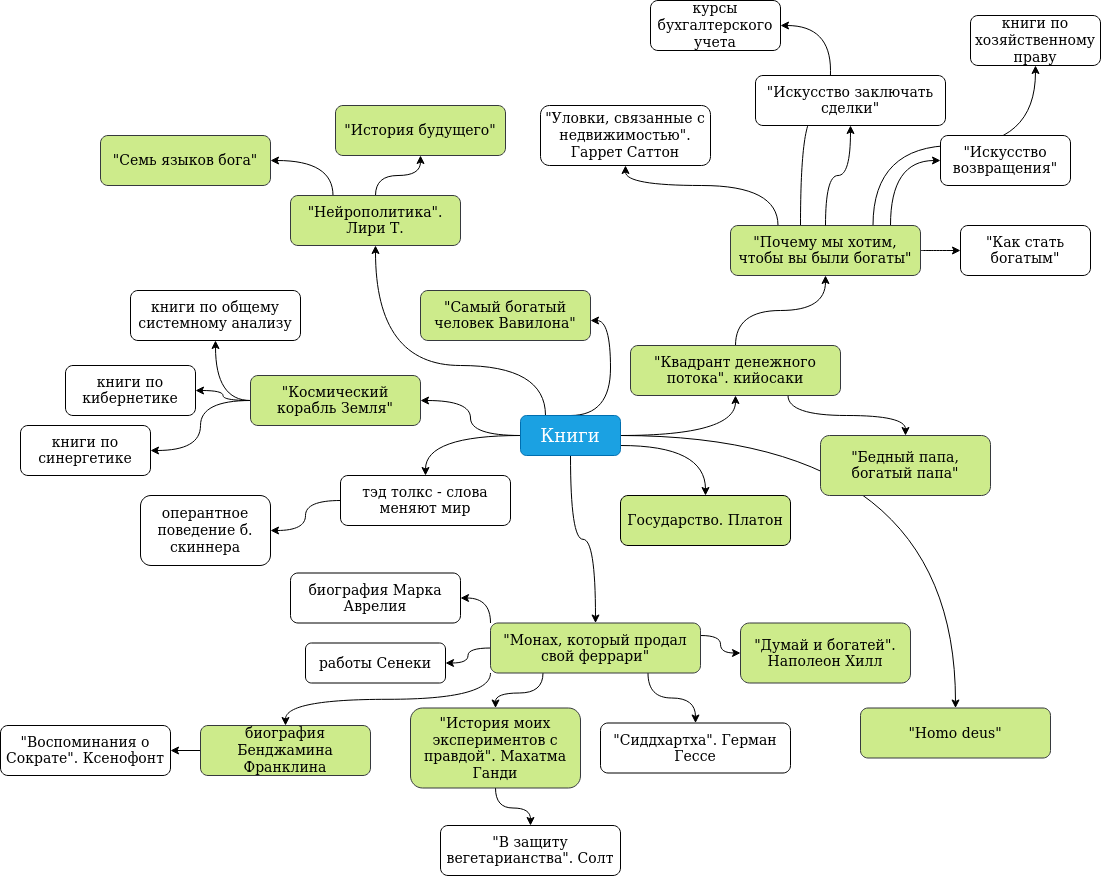 курсы
бухгалтерского
учета
книги по
хозяйственному
праву
"Искусство заключать
сделки"
"Уловки, связанные с
недвижимостью".
Гаррет Саттон
"История будущего"
"Семь языков бога"
"Искусство
возвращения"
"Нейрополитика".
Лири Т.
"Почему мы хотим,
чтобы вы были богаты"
"Как стать
богатым"
книги по общему
системному анализу
"Самый богатый
человек Вавилона"
"Квадрант денежного
потока". кийосаки
книги по
кибернетике
"Космический
корабль Земля"
Книги
книги по
синергетике
"Бедный папа,
богатый папа"
тэд толкс - слова
меняют мир
Государство. Платон
оперантное
поведение б.
скиннера
биография Марка
Аврелия
"Монах, который продал
свой феррари"
"Думай и богатей".
Наполеон Хилл
работы Сенеки
"Воспоминания о
Сократе". Ксенофонт
биография
Бенджамина
Франклина
"История моих
экспериментов с
правдой". Махатма
Ганди
"Сиддхартха". Герман
Гессе
"Homo deus"
"В защиту
вегетарианства". Солт